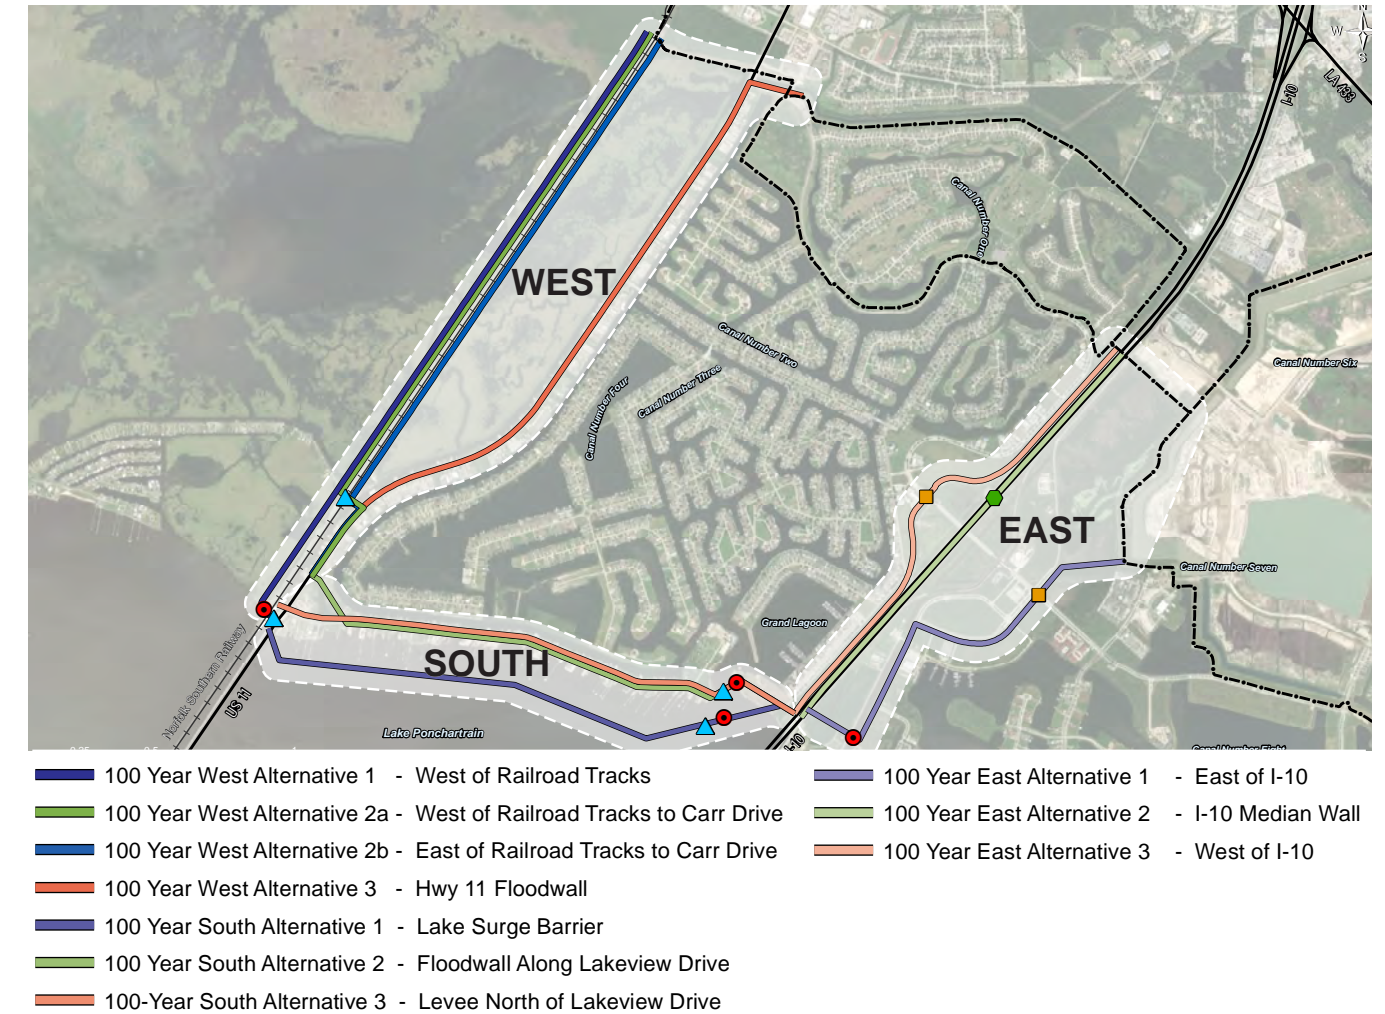 N
W
S
I-10
LA 433
Canal Number One
WEST
Canal Number Two
Canal Number Three
Canal Number Four
Canal Number Six
EAST
Canal Number Seven
Grand Lagoon
SOUTH
Norfolk Southern Railway
US 11
Lake Ponchartrain
I-10
Canal Number Eight
100 Year West Alternative 1 - West of Railroad Tracks
100 Year West Alternative 2a - West of Railroad Tracks to Carr Drive
100 Year West Alternative 2b - East of Railroad Tracks to Carr Drive
100 Year West Alternative 3 - Hwy 11 Floodwall
100 Year South Alternative 1 - Lake Surge Barrier
100 Year South Alternative 2 - Floodwall Along Lakeview Drive
100-Year South Alternative 3 - Levee North of Lakeview Drive
100 Year East Alternative 1 - East of I-10
100 Year East Alternative 2 - I-10 Median Wall
100 Year East Alternative 3 - West of I-10